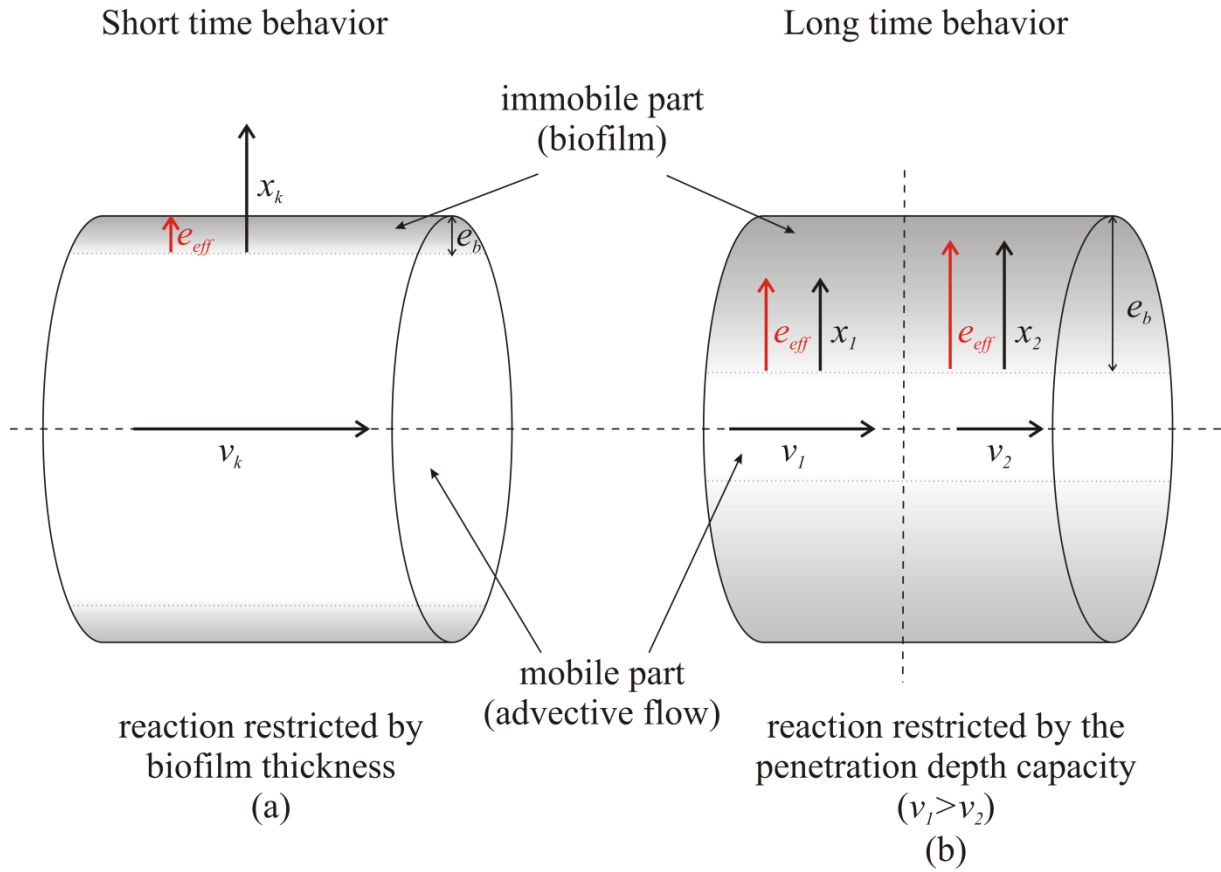 Short time behavior
Long time behavior
immobile part
(biofilm)
x_k
e_eff
e_b
v_k
e_eff
x_1
e_eff
x_2
e_b
v_1
v_2
mobile part
(advective flow)
reaction restricted by
biofilm thickness
(a)
reaction restricted by the
penetration depth capacity
(v_1>v_2)
(b)